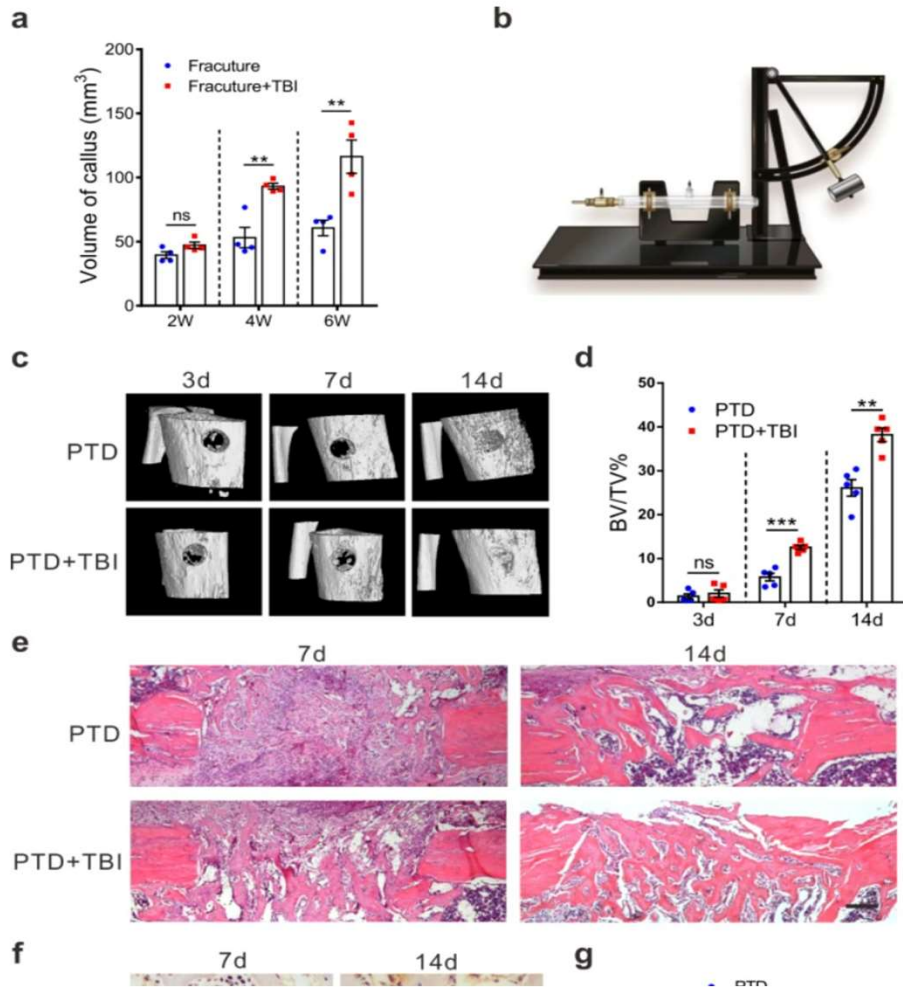 a
200
150
100
50
0
Volume of callus (mm³)
Fracuture
Fracuture+TBI
ns
**
**
2W
4W
6W
b
c
3d
7d
14d
PTD
PTD+TBI
d
50
40
30
20
10
0
BV/TV%
PTD
PTD+TBI
ns
***
**
3d
7d
14d
e
7d
14d
PTD
PTD+TBI
f
7d
14d
g
PTD